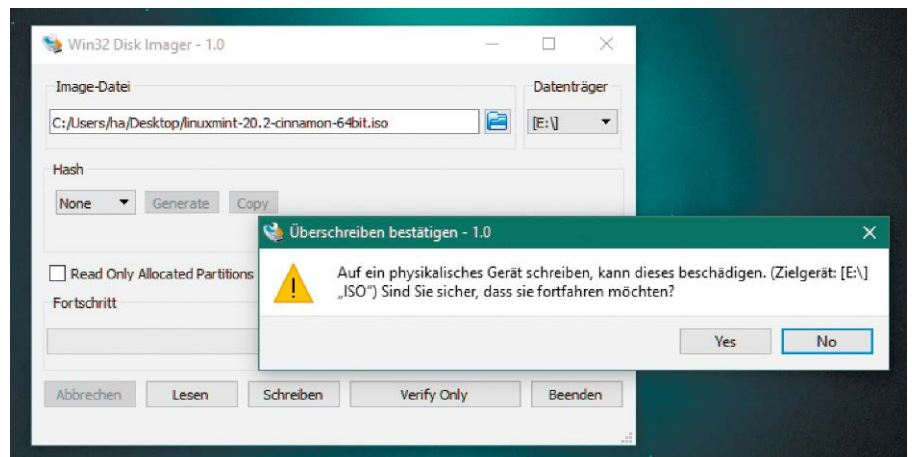 Win32 Disk Imager - 1.0
Image-Datei
Datenträger
C:/Users/ha/Desktop/linuxmint-20.2-cinnamon-64bit.iso
[E:\]
Hash
None
Generate
Copy
Überschreiben bestätigen - 1.0
Read Only Allocated Partitions
Auf ein physikalisches Gerät schreiben, kann dieses beschädigen. (Zielgerät: [E:\]
„ISO“) Sind Sie sicher, dass sie fortfahren möchten?
Fortschritt
Yes
No
Abbrechen
Lesen
Schreiben
Verify Only
Beenden